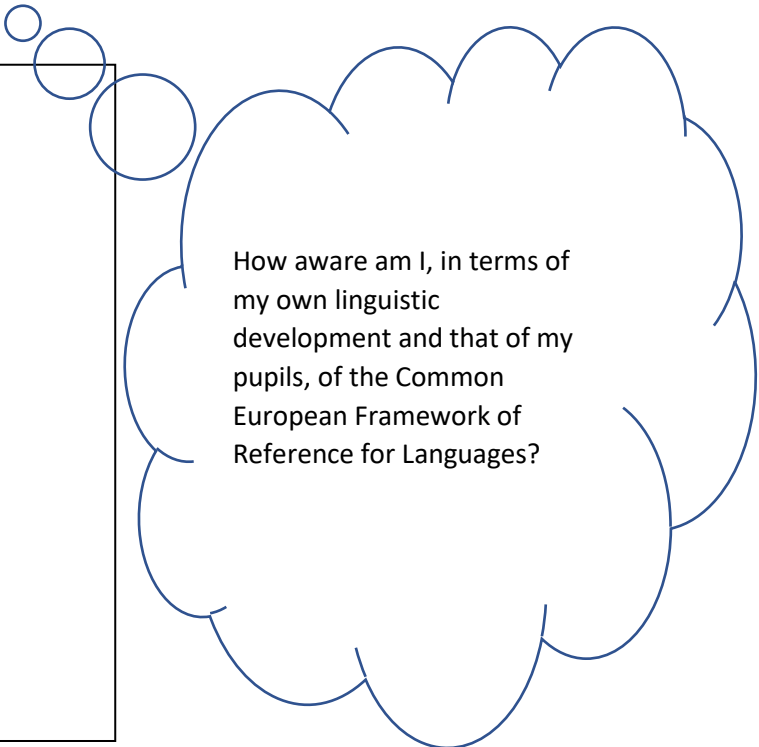 How aware am I, in terms of
my own linguistic
development and that of my
pupils, of the Common
European Framework of
Reference for Languages?